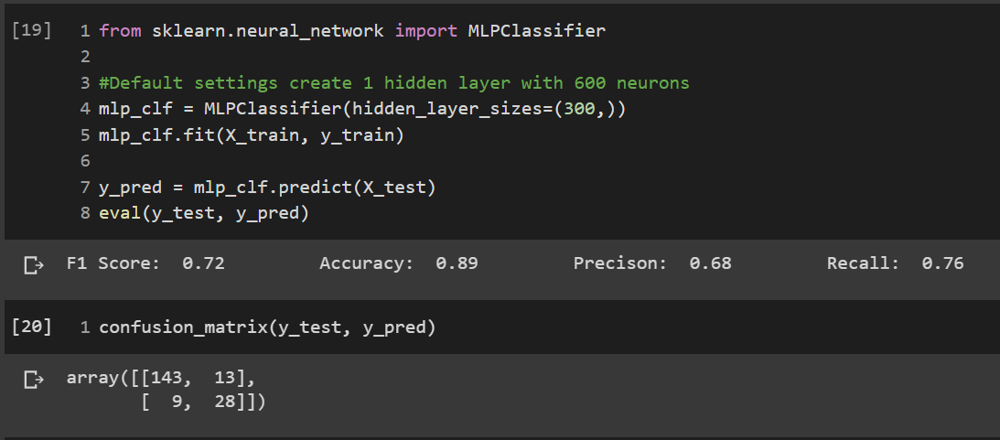 [19] 1 from sklearn.neural_network import MLPClassifier
2
3 #Default settings create 1 hidden layer with 600 neurons
4 mlp_clf = MLPClassifier(hidden_layer_sizes=(300,))
5 mlp_clf.fit(X_train, y_train)
6
7 y_pred = mlp_clf.predict(X_test)
8 eval(y_test, y_pred)
F1 Score: 0.72 Accuracy: 0.89 Precison: 0.68 Recall: 0.76
[20] 1 confusion_matrix(y_test, y_pred)
array([[143, 13],
[ 9, 28]])